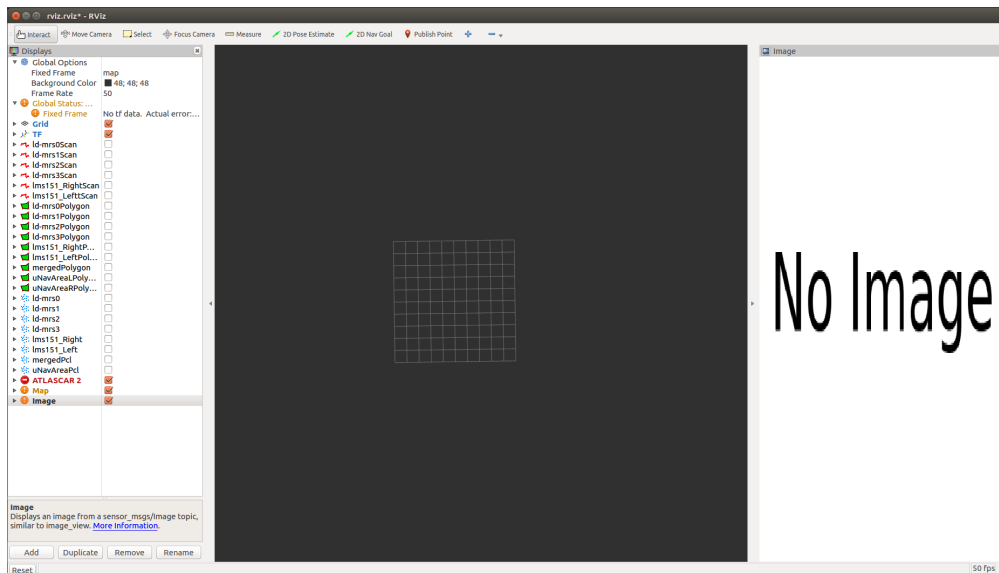 rviz.rviz* - RViz
Interact Move Camera Select Focus Camera Measure 2D Pose Estimate 2D Nav Goal Publish Point
Displays
Global Options
Fixed Frame map
Background Color 48; 48; 48
Frame Rate 50
Global Status: ...
Fixed Frame No tf data. Actual error:...
Grid
TF
ld-mrs0Scan
ld-mrs1Scan
ld-mrs2Scan
ld-mrs3Scan
lms151_RightScan
lms151_LefttScan
ld-mrs0Polygon
ld-mrs1Polygon
ld-mrs2Polygon
ld-mrs3Polygon
lms151_RightP...
lms151_LeftPol...
mergedPolygon
uNavAreaLPoly...
uNavAreaRPoly...
ld-mrs0
ld-mrs1
ld-mrs2
ld-mrs3
lms151_Right
lms151_Left
mergedPcl
uNavAreaPcl
ATLASCAR 2
Map
Image
Image
Displays an image from a sensor_msgs/Image topic,
similar to image_view. More Information.
Add Duplicate Remove Rename
Reset
Image
No Image
50 fps